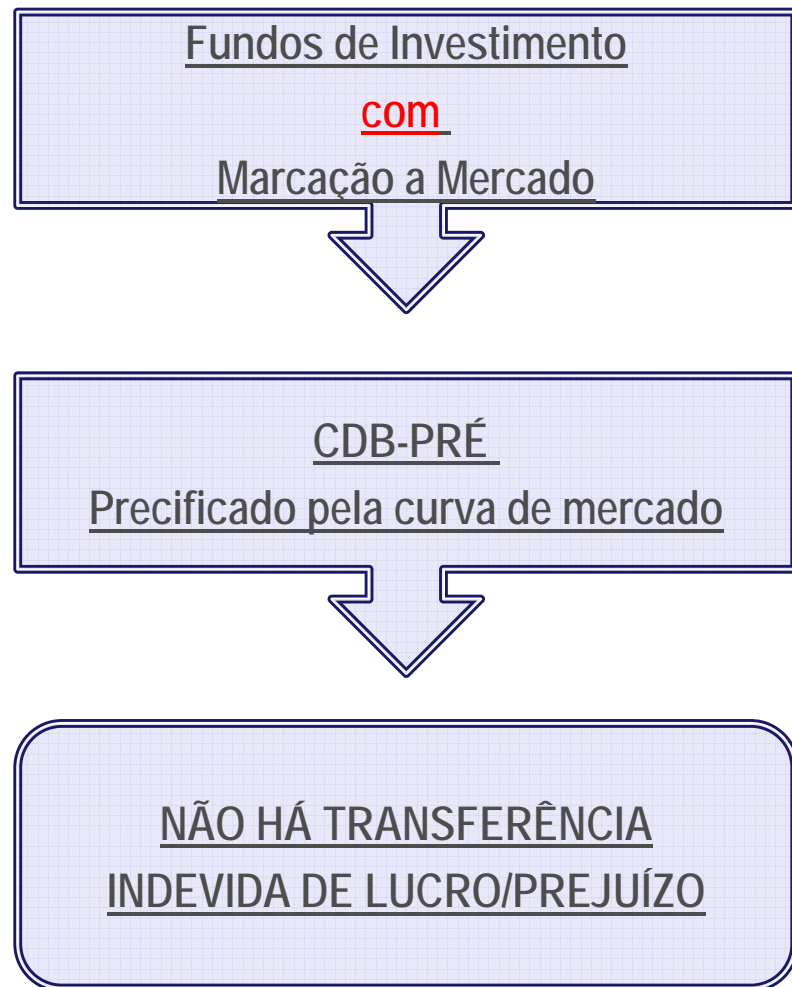 Fundos de Investimento
com
Marcação a Mercado
CDB-PRÉ
Precificado pela curva de mercado
NÃO HÁ TRANSFERÊNCIA
INDEVIDA DE LUCRO/PREJUÍZO